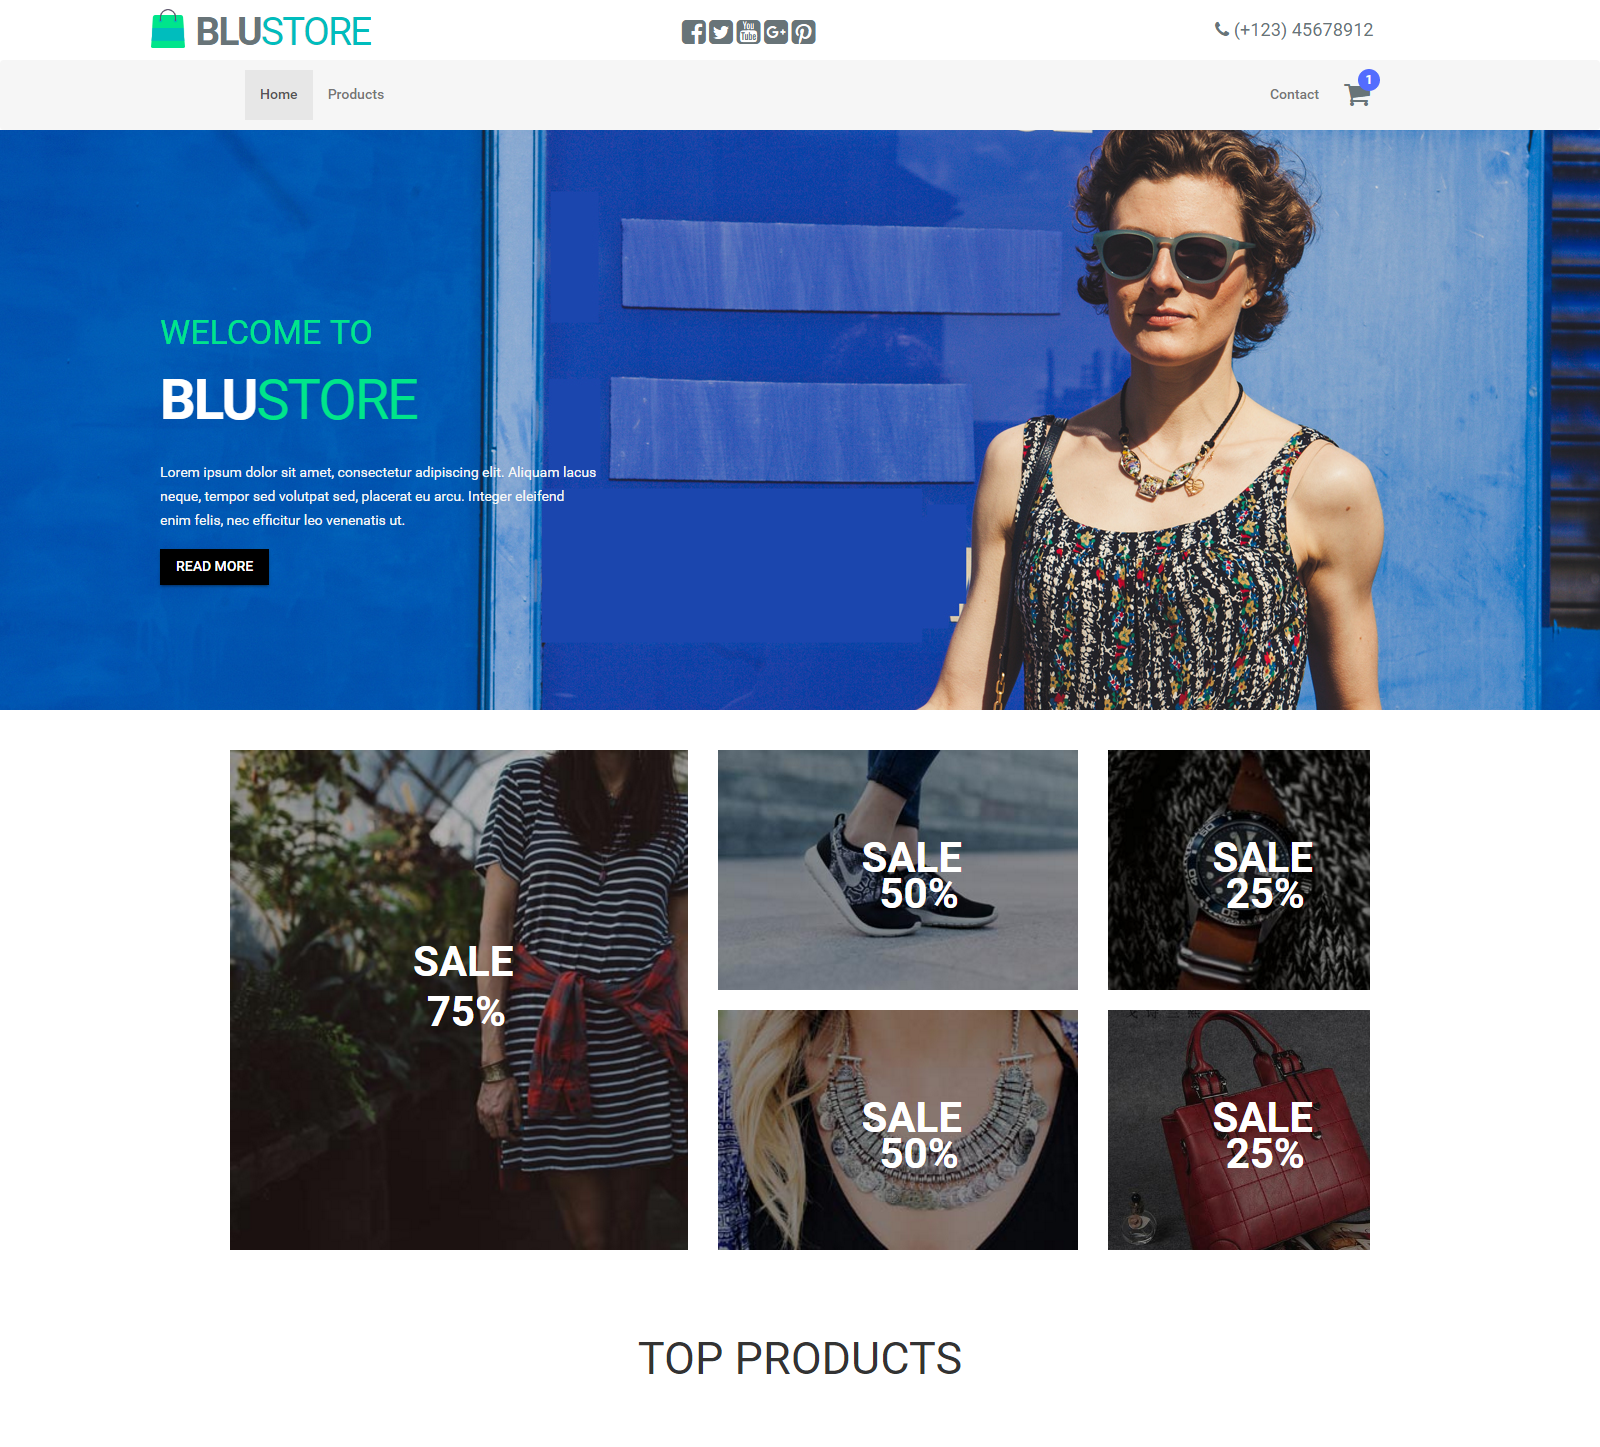 BLUSTORE
(+123) 45678912
Home
Products
Contact
1
WELCOME TO
BLUSTORE
Lorem ipsum dolor sit amet, consectetur adipiscing elit. Aliquam lacus
neque, tempor sed volutpat sed, placerat eu arcu. Integer eleifend
enim felis, nec efficitur leo venenatis ut.
READ MORE
SALE
75%
SALE
50%
SALE
25%
SALE
50%
SALE
25%
TOP PRODUCTS